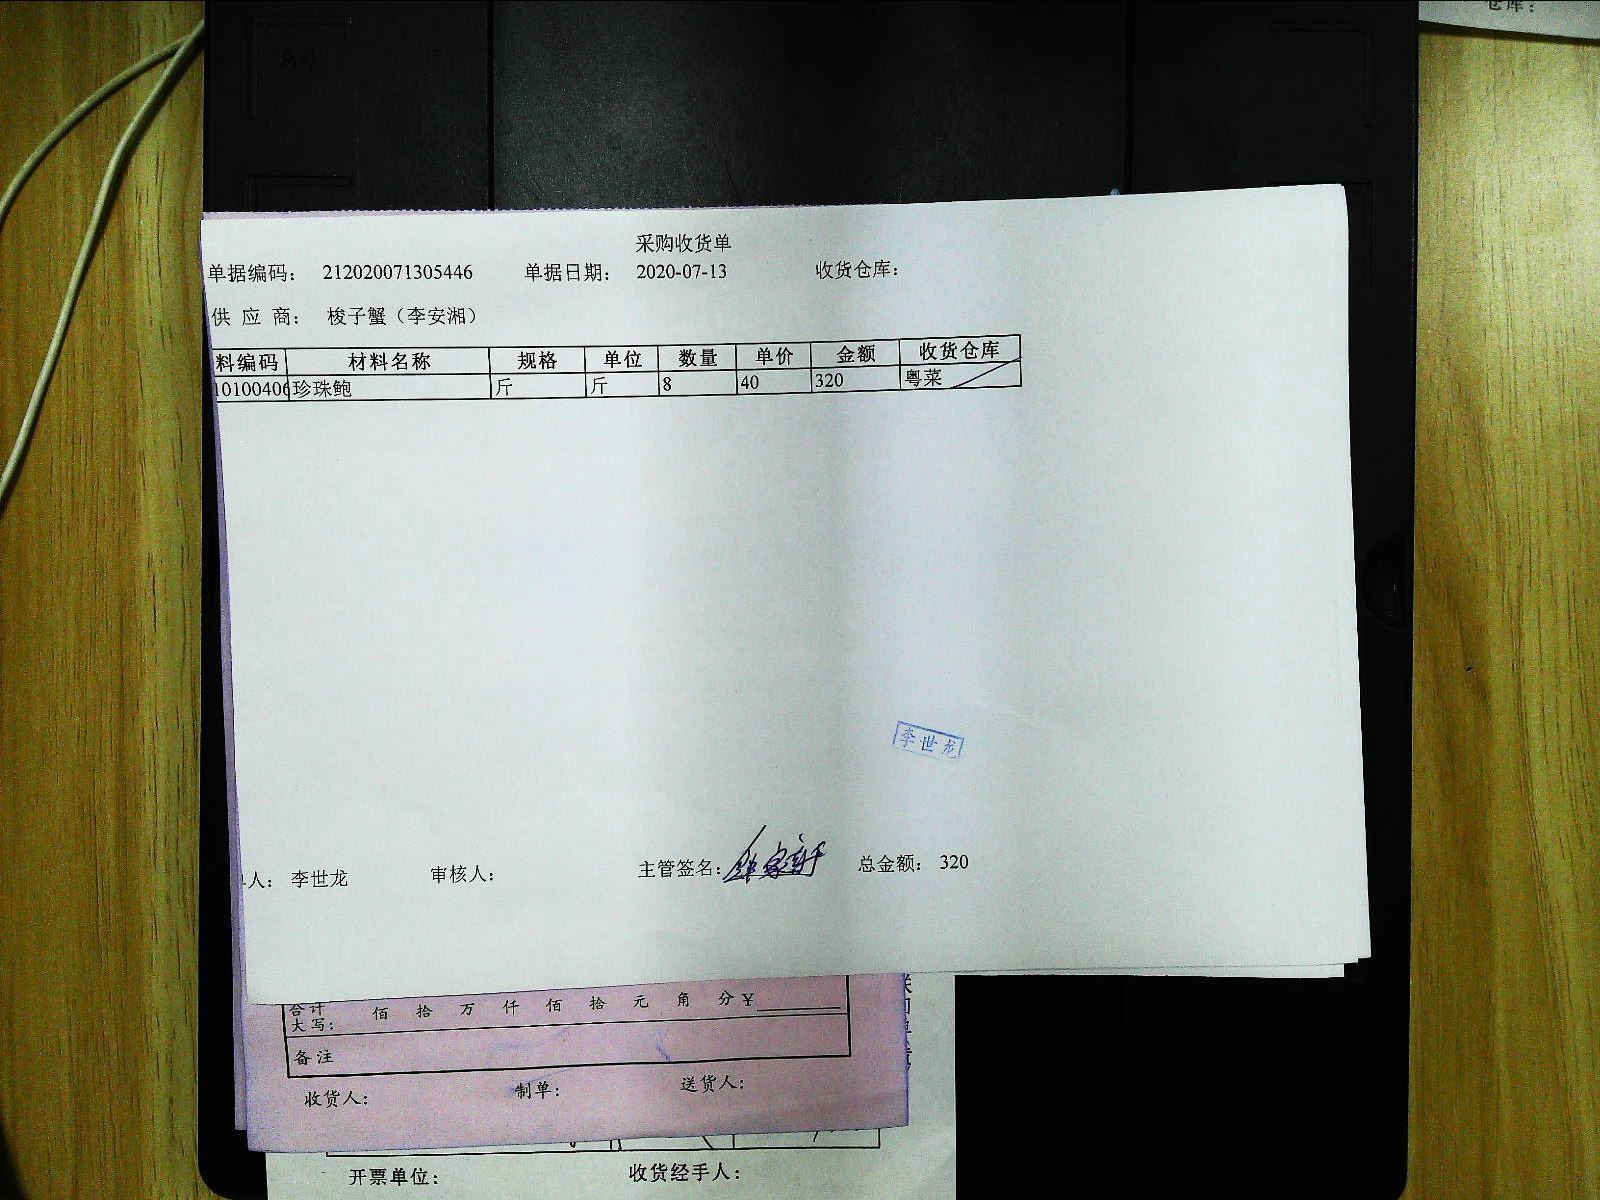 仓库：
A4
采购收货单
单据编码： 212020071305446 单据日期： 2020-07-13 收货仓库：
供 应 商： 梭子蟹（李安湘）
料编码 材料名称 规格 单位 数量 单价 金额 收货仓库
10100406 珍珠鲍 斤 斤 8 40 320 粤菜
李世龙
人： 李世龙 审核人： 主管签名： 总金额： 320
合计
大写： 佰 拾 万 仟 佰 拾 元 角 分 ¥
备注
收货人： 制单： 送货人：
开票单位： 收货经手人：